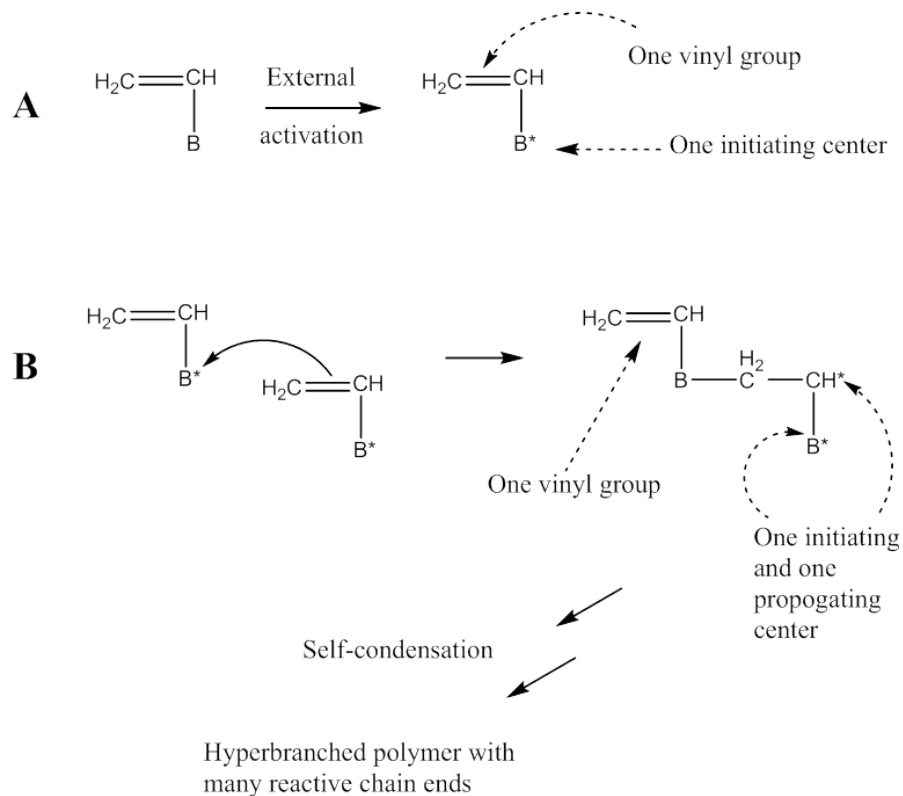 A
H2C CH
B
External
activation
H2C CH
B*
One vinyl group
One initiating center
B
H2C CH
B*
H2C CH
B*
H2C CH
B C H2 CH*
B*
One vinyl group
One initiating
and one
propogating
center
Self-condensation
Hyperbranched polymer with
many reactive chain ends